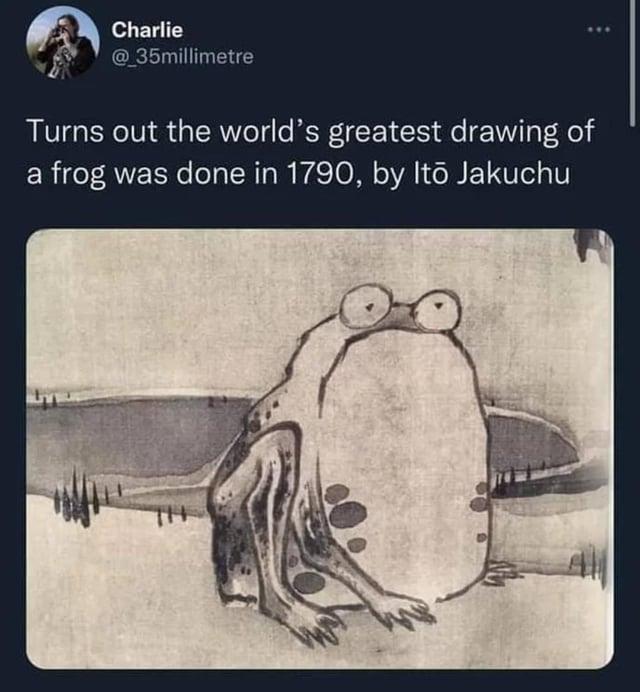 Charlie
@_35millimetre
Turns out the world's greatest drawing of
a frog was done in 1790, by Itō Jakuchu